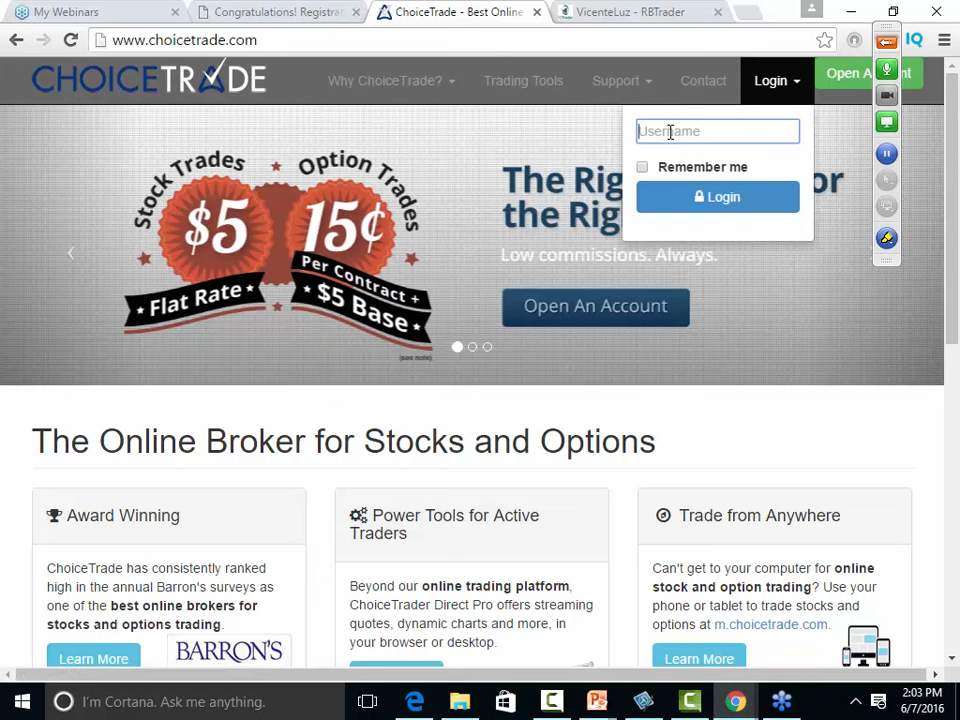 My Webinars
Congratulations! Registra
ChoiceTrade - Best Online
VicenteLuz - RBTrader
www.choicetrade.com
IQ
CHOICETRADE
Why ChoiceTrade?
Trading Tools
Support
Contact
Login
Open A
t
Username
Remember me
Login
Stock Trades
$5
Flat Rate
Option Trades
15¢
Per Contract +
$5 Base
(see note)
The Rig
or
the Rig
Low commissions. Always.
Open An Account
The Online Broker for Stocks and Options
Award Winning
ChoiceTrade has consistently ranked
high in the annual Barron's surveys as
one of the best online brokers for
stocks and options trading.
Learn More
BARRON'S
Power Tools for Active
Traders
Beyond our online trading platform,
ChoiceTrader Direct Pro offers streaming
quotes, dynamic charts and more, in
your browser or desktop.
Trade from Anywhere
Can't get to your computer for online
stock and option trading? Use your
phone or tablet to trade stocks and
options at m.choicetrade.com.
Learn More
I'm Cortana. Ask me anything.
2:03 PM
6/7/2016